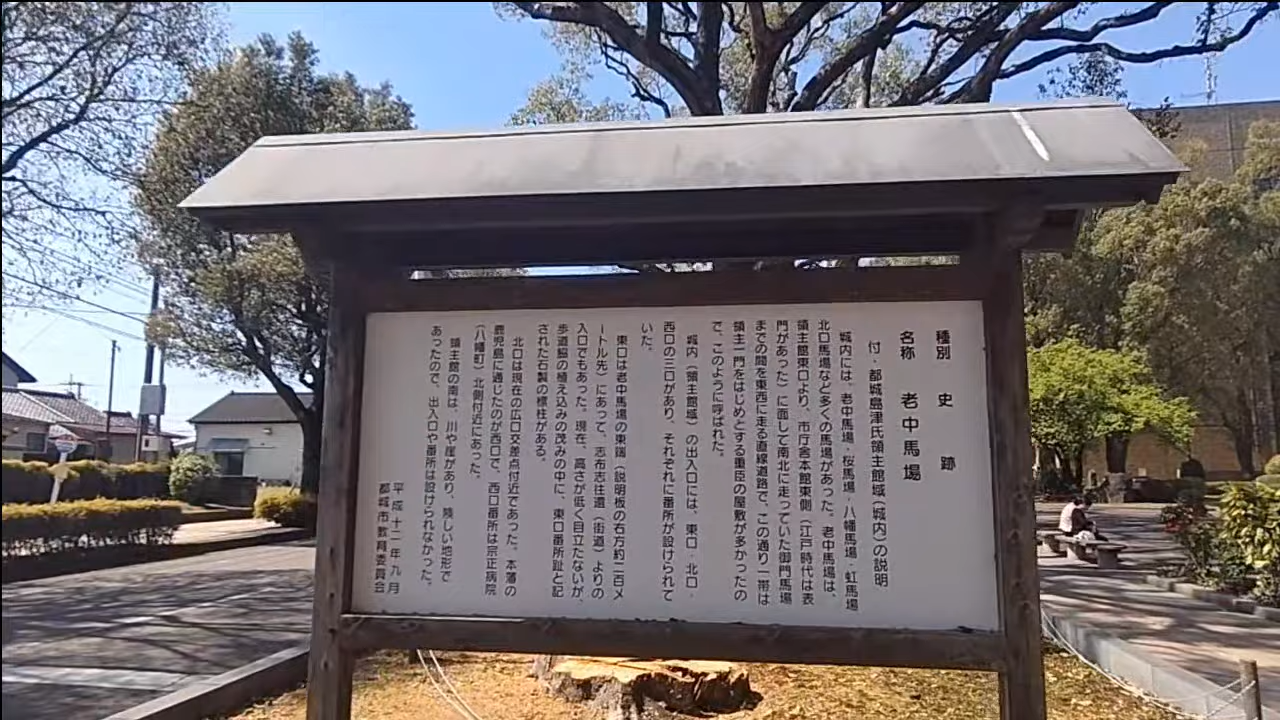 種別 史跡
名称 老中馬場
付・都城島津氏領主館域(城内)の説明
城内には、老中馬場・桜馬場・八幡馬場・虹馬場・
北口馬場など多くの馬場があった。老中馬場は、
領主館東口より、市庁舎本館東側（江戸時代は表
門があった）に面して南北に走っていた御門馬場
までの間を東西に走る直線道路で、この通り一帯は
領主一門をはじめとする重臣の屋敷が多かったの
で、このように呼ばれた。
城内（領主館域）の出入口には、東口・北口・
西口の三口があり、それぞれに番所が設けられて
いた。
東口は老中馬場の東端（説明板の右方約二百メ
ートル先）にあって、志布志往還（街道）よりの
入口でもあった。現在、高さが低く目立たないが、
歩道脇の植え込みの茂みの中に、東口番所趾と記
された石製の標柱がある。
北口は現在の広口交差点付近であった。本藩の
鹿児島に通じたのが西口で、西口番所は宗正病院
（八幡町）北側付近にあった。
領主館の南は、川や崖があり、険しい地形で
あったので、出入口や番所は設けられなかった。
平成十二年九月
都城市教育委員会